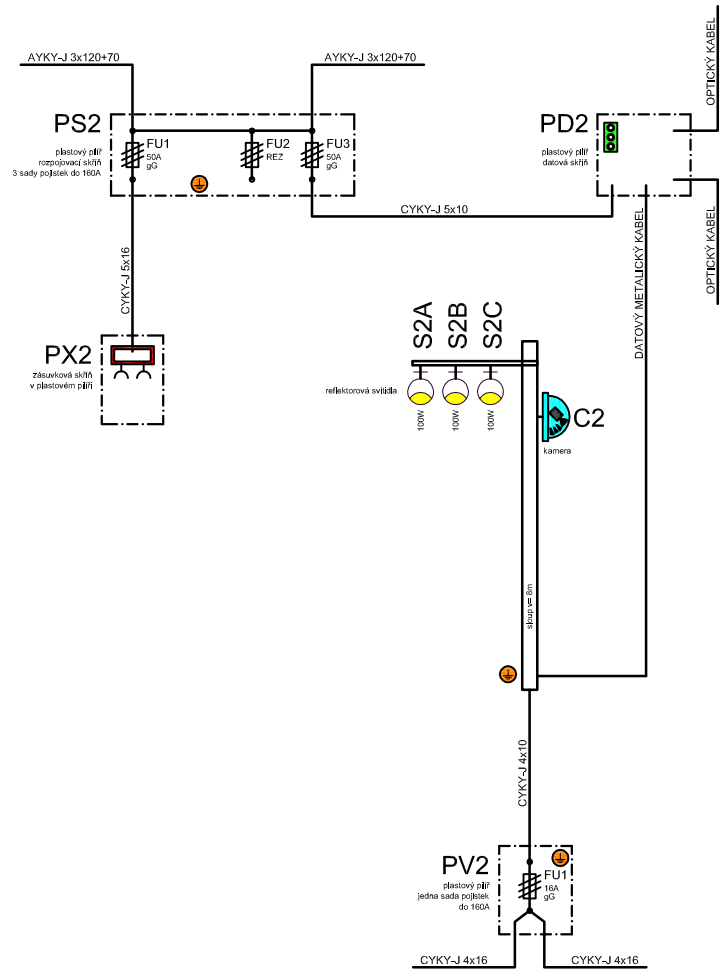 AYKY-J 3x120+70
AYKY-J 3x120+70
OPTICKÝ KABEL
PS2
plastový pilíř
rozpojovací skříň
3 sady pojistek do 160A
FU1
50A
gG
FU2
REZ
FU3
50A
gG
PD2
plastový pilíř
datová skříň
CYKY-J 5x10
OPTICKÝ KABEL
DATOVÝ METALICKÝ KABEL
CYKY-J 5x16
PX2
zásuvková skříň
v plastovém pilíři
S2A
S2B
S2C
reflektorová svítidla
100W
100W
100W
C2
kamera
sloup v= 8m
CYKY-J 4x10
PV2
plastový pilíř
jedna sada pojistek
do 160A
FU1
16A
gG
CYKY-J 4x16
CYKY-J 4x16